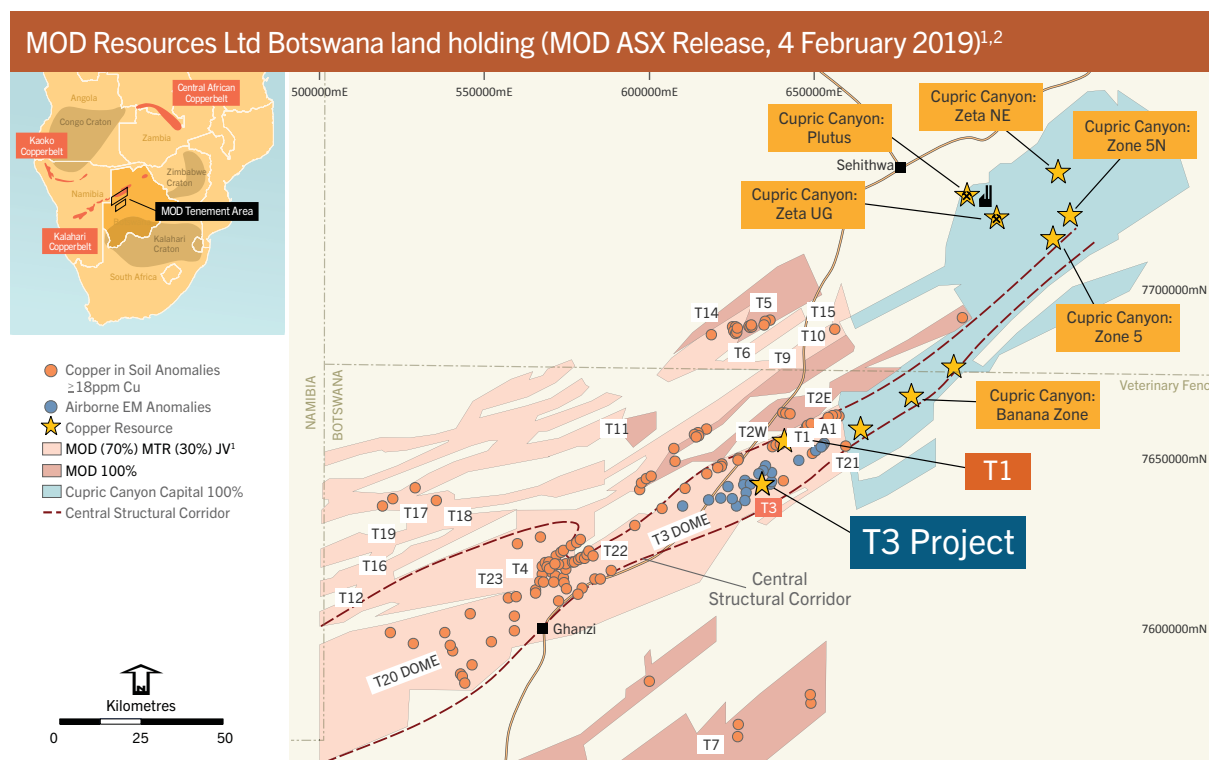 MOD Resources Ltd Botswana land holding (MOD ASX Release, 4 February 2019)1,2
Angola
Congo Craton
Central African
Copperbelt
Zambia
Kaoko
Copperbelt
Zimbabwe
Craton
Namibia
MOD Tenement Area
Kalahari
Copperbelt
Kalahari
Craton
South Africa
Copper in Soil Anomalies
≥18ppm Cu
Airborne EM Anomalies
Copper Resource
MOD (70%) MTR (30%) JV1
MOD 100%
Cupric Canyon Capital 100%
Central Structural Corridor
N
Kilometres
0 25 50
500000mE 550000mE 600000mE 650000mE
Cupric Canyon:
Plutus
Cupric Canyon:
Zeta NE
Cupric Canyon:
Zone 5N
Sehithwa
Cupric Canyon:
Zeta UG
7700000mN
Cupric Canyon:
Zone 5
T14
T5
T15
T10
T6
T9
NAMIBIA
BOTSWANA
Veterinary Fenc
Cupric Canyon:
Banana Zone
T2E
T11
T2W
T1
A1
T21
7650000mN
T1
T3
T3 DOME
T3 Project
T17
T18
T19
T16
T12
T22
T4
T23
Central
Structural Corridor
Ghanzi
7600000mN
T20 DOME
T7